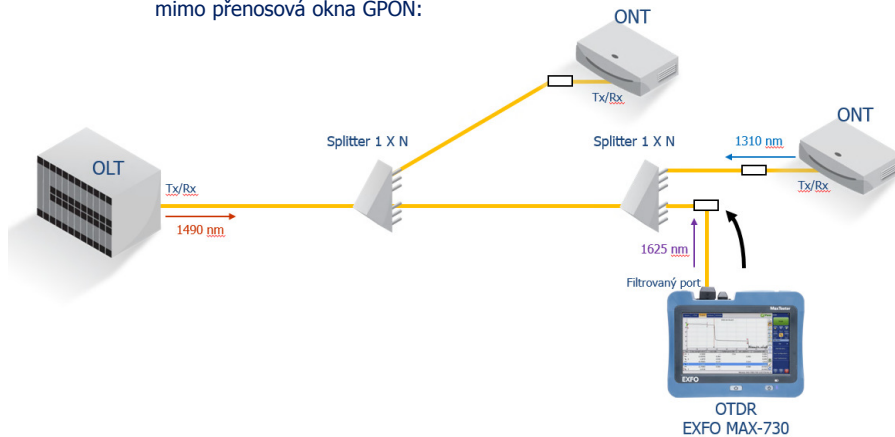 mimo přenosová okna GPON:
ONT
Tx/Rx
ONT
Splitter 1 X N
Splitter 1 X N
1310 nm
OLT
Tx/Rx
Tx/Rx
1490 nm
1625 nm
Filtrovaný port
MaxTester
EXFO
OTDR
EXFO MAX-730